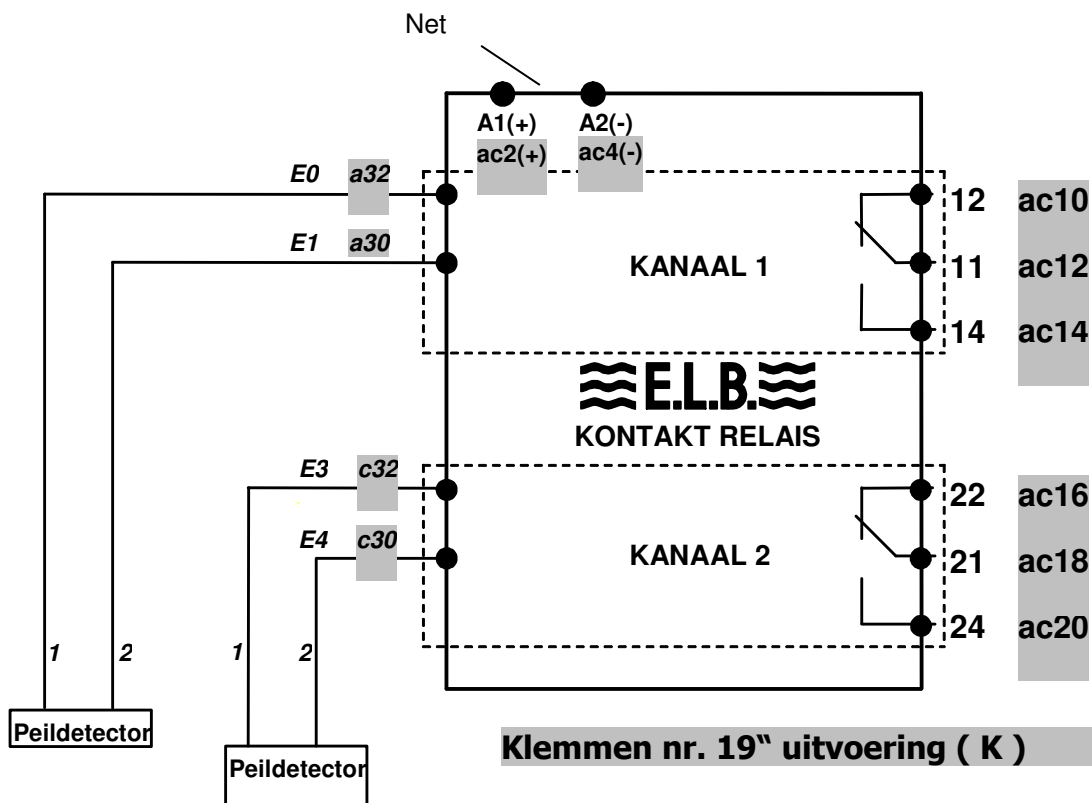 Net
A1(+) A2(-)
ac2(+) ac4(-)
E0 a32
12 ac10
E1 a30
KANAAL 1
11 ac12
14 ac14
E.L.B.
KONTAKT RELAIS
E3 c32
22 ac16
E4 c30
KANAAL 2
21 ac18
24 ac20
1 2 1 2
Peildetector
Peildetector
Klemmen nr. 19“ uitvoering ( K )